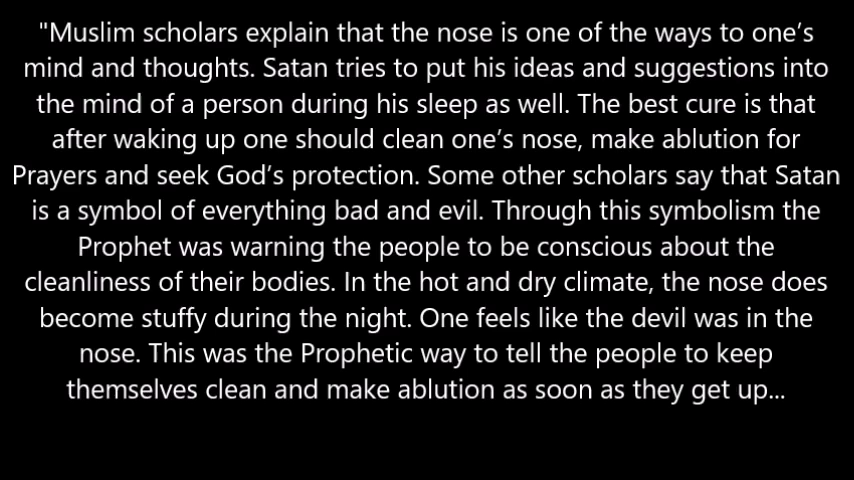 "Muslim scholars explain that the nose is one of the ways to one’s
mind and thoughts. Satan tries to put his ideas and suggestions into
the mind of a person during his sleep as well. The best cure is that
after waking up one should clean one’s nose, make ablution for
Prayers and seek God’s protection. Some other scholars say that Satan
is a symbol of everything bad and evil. Through this symbolism the
Prophet was warning the people to be conscious about the
cleanliness of their bodies. In the hot and dry climate, the nose does
become stuffy during the night. One feels like the devil was in the
nose. This was the Prophetic way to tell the people to keep
themselves clean and make ablution as soon as they get up...